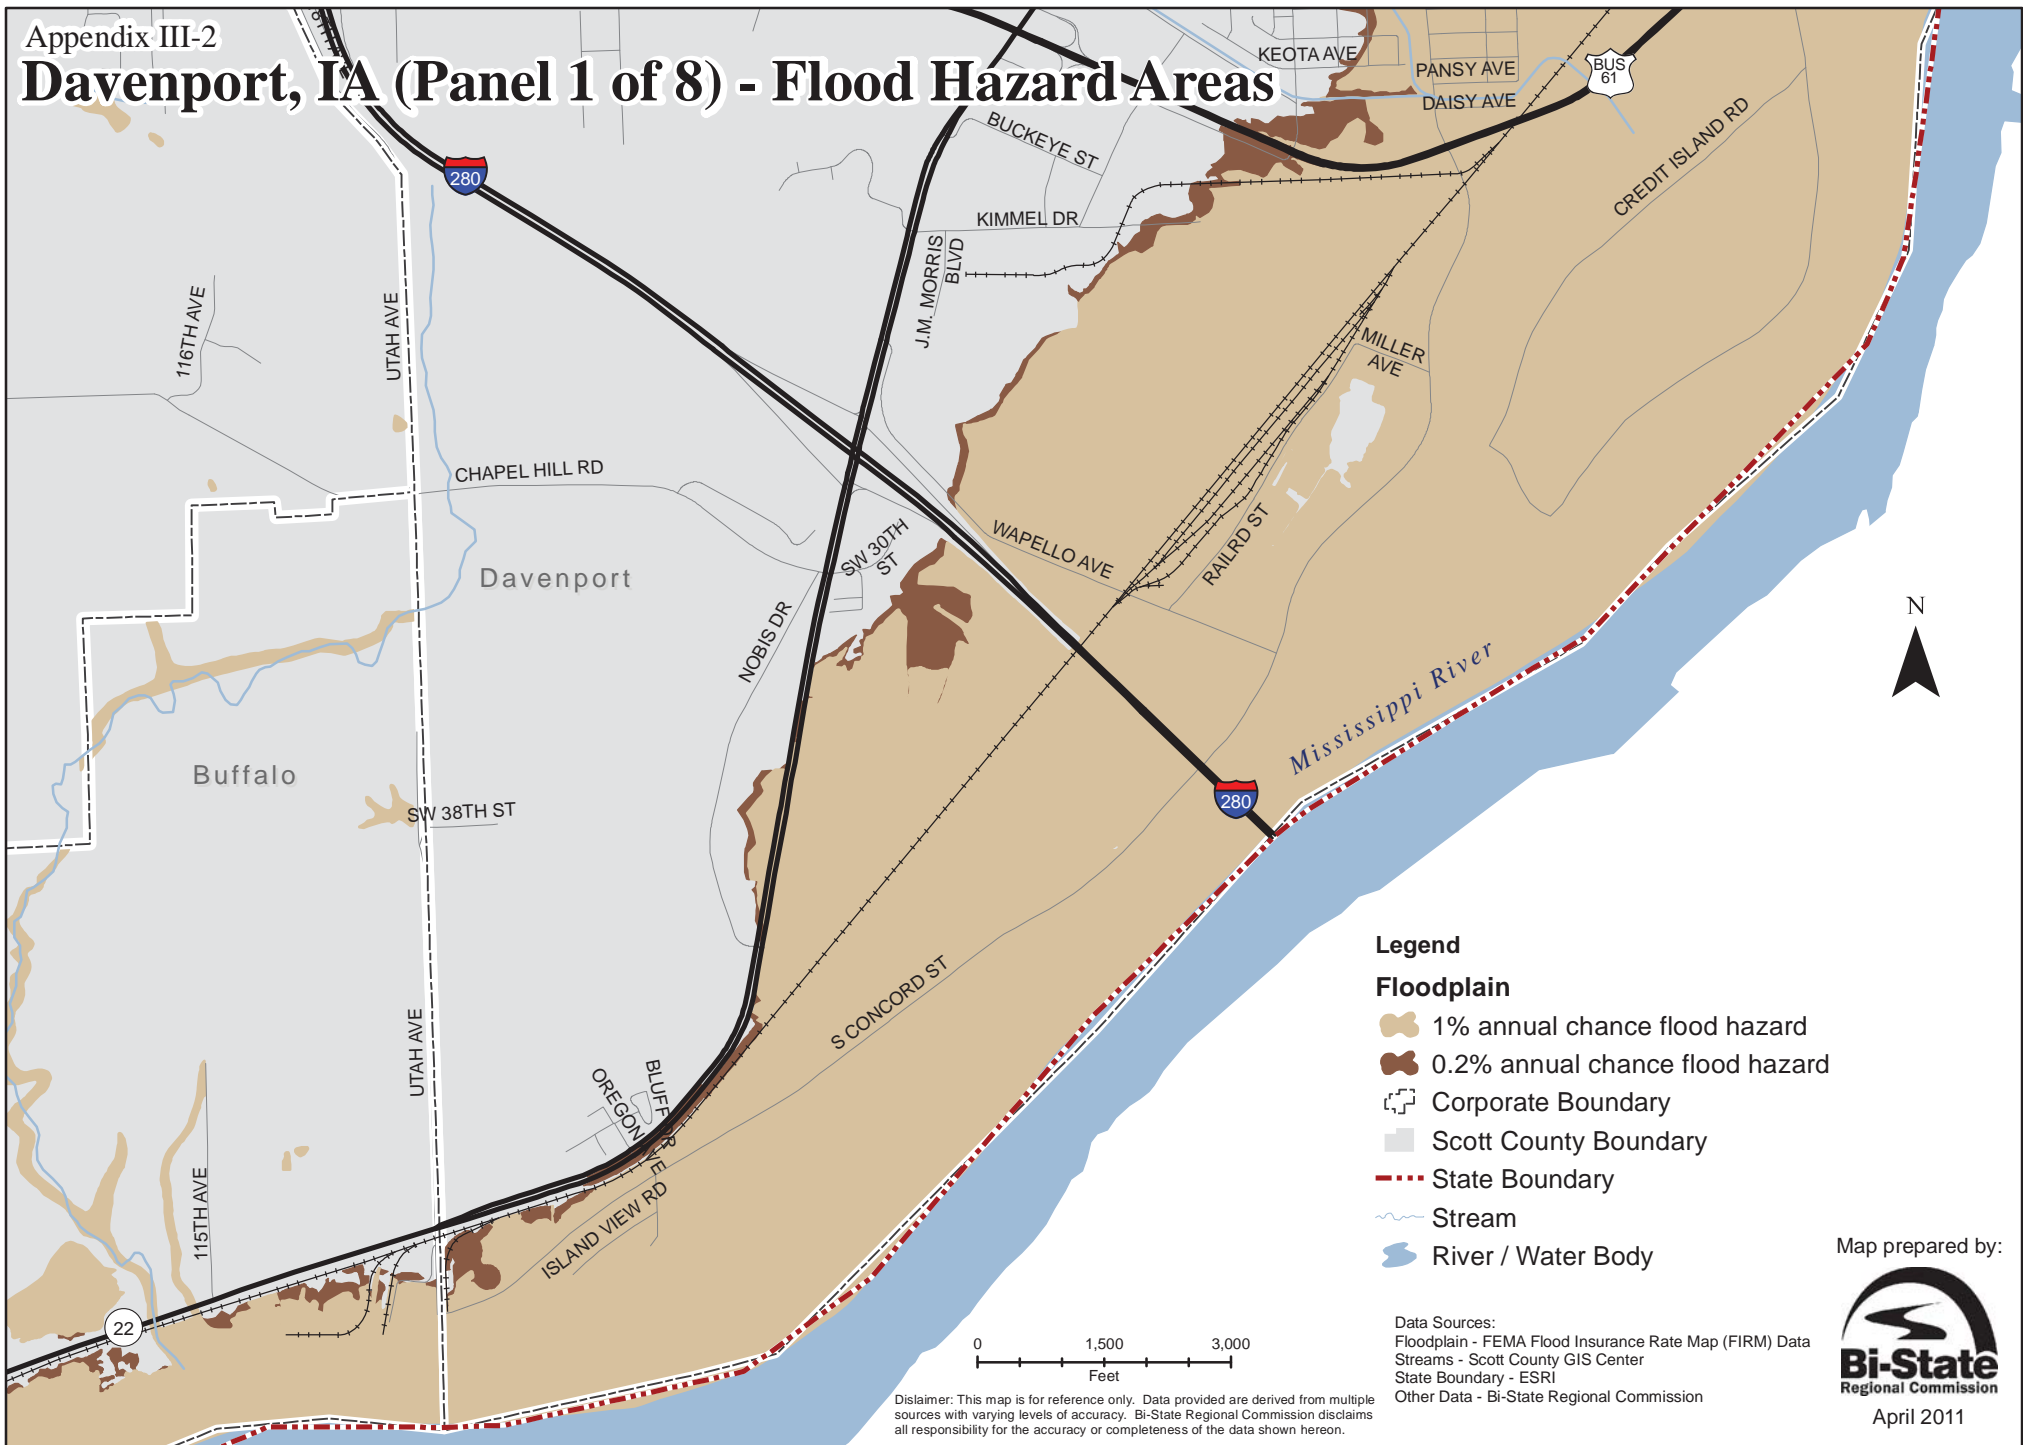 Appendix III-2
Davenport, IA (Panel 1 of 8) - Flood Hazard Areas
KEOTA AVE
PANSY AVE
DAISY AVE
BUS
61
CREDIT ISLAND RD
BUCKEYE ST
280
KIMMEL DR
J.M. MORRIS
BLVD
116TH AVE
UTAH AVE
MILLER
AVE
CHAPEL HILL RD
SW 30TH
ST
WAPELLO AVE
RAILRD ST
Davenport
NOBIS DR
N
Mississippi River
Buffalo
SW 38TH ST
280
S CONCORD ST
UTAH AVE
BLUFF DR
OREGON AVE
ISLAND VIEW RD
115TH AVE
22
Legend
Floodplain
1% annual chance flood hazard
0.2% annual chance flood hazard
Corporate Boundary
Scott County Boundary
State Boundary
Stream
River / Water Body
0 1,500 3,000
Feet
Dislaimer: This map is for reference only. Data provided are derived from multiple
sources with varying levels of accuracy. Bi-State Regional Commission disclaims
all responsibility for the accuracy or completeness of the data shown hereon.
Data Sources:
Floodplain - FEMA Flood Insurance Rate Map (FIRM) Data
Streams - Scott County GIS Center
State Boundary - ESRI
Other Data - Bi-State Regional Commission
Map prepared by:
Bi-State
Regional Commission
April 2011